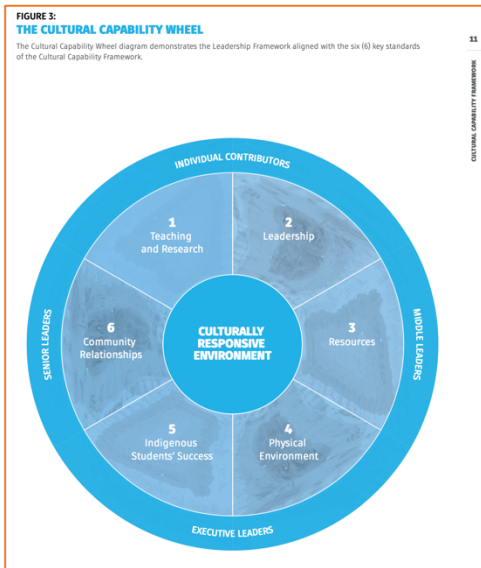 FIGURE 3:
THE CULTURAL CAPABILITY WHEEL
The Cultural Capability Wheel diagram demonstrates the Leadership Framework aligned with the six (6) key standards
of the Cultural Capability Framework.
11
CULTURAL CAPABILITY FRAMEWORK
INDIVIDUAL CONTRIBUTORS
1
Teaching
and Research
2
Leadership
SENIOR LEADERS
6
Community
Relationships
CULTURALLY
RESPONSIVE
ENVIRONMENT
3
Resources
MIDDLE LEADERS
5
Indigenous
Students' Success
4
Physical
Environment
EXECUTIVE LEADERS